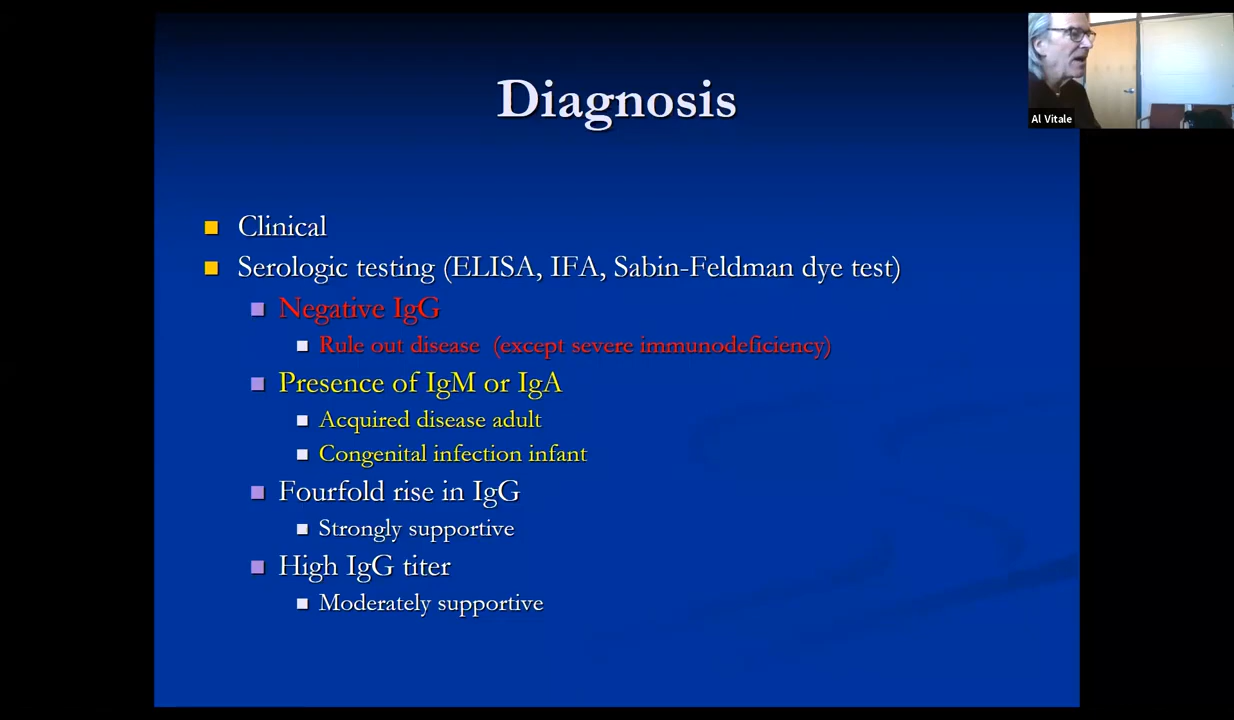 Diagnosis
Al Vitale
Clinical
Serologic testing (ELISA, IFA, Sabin-Feldman dye test)
Negative IgG
Rule out disease (except severe immunodeficiency)
Presence of IgM or IgA
Acquired disease adult
Congenital infection infant
Fourfold rise in IgG
Strongly supportive
High IgG titer
Moderately supportive